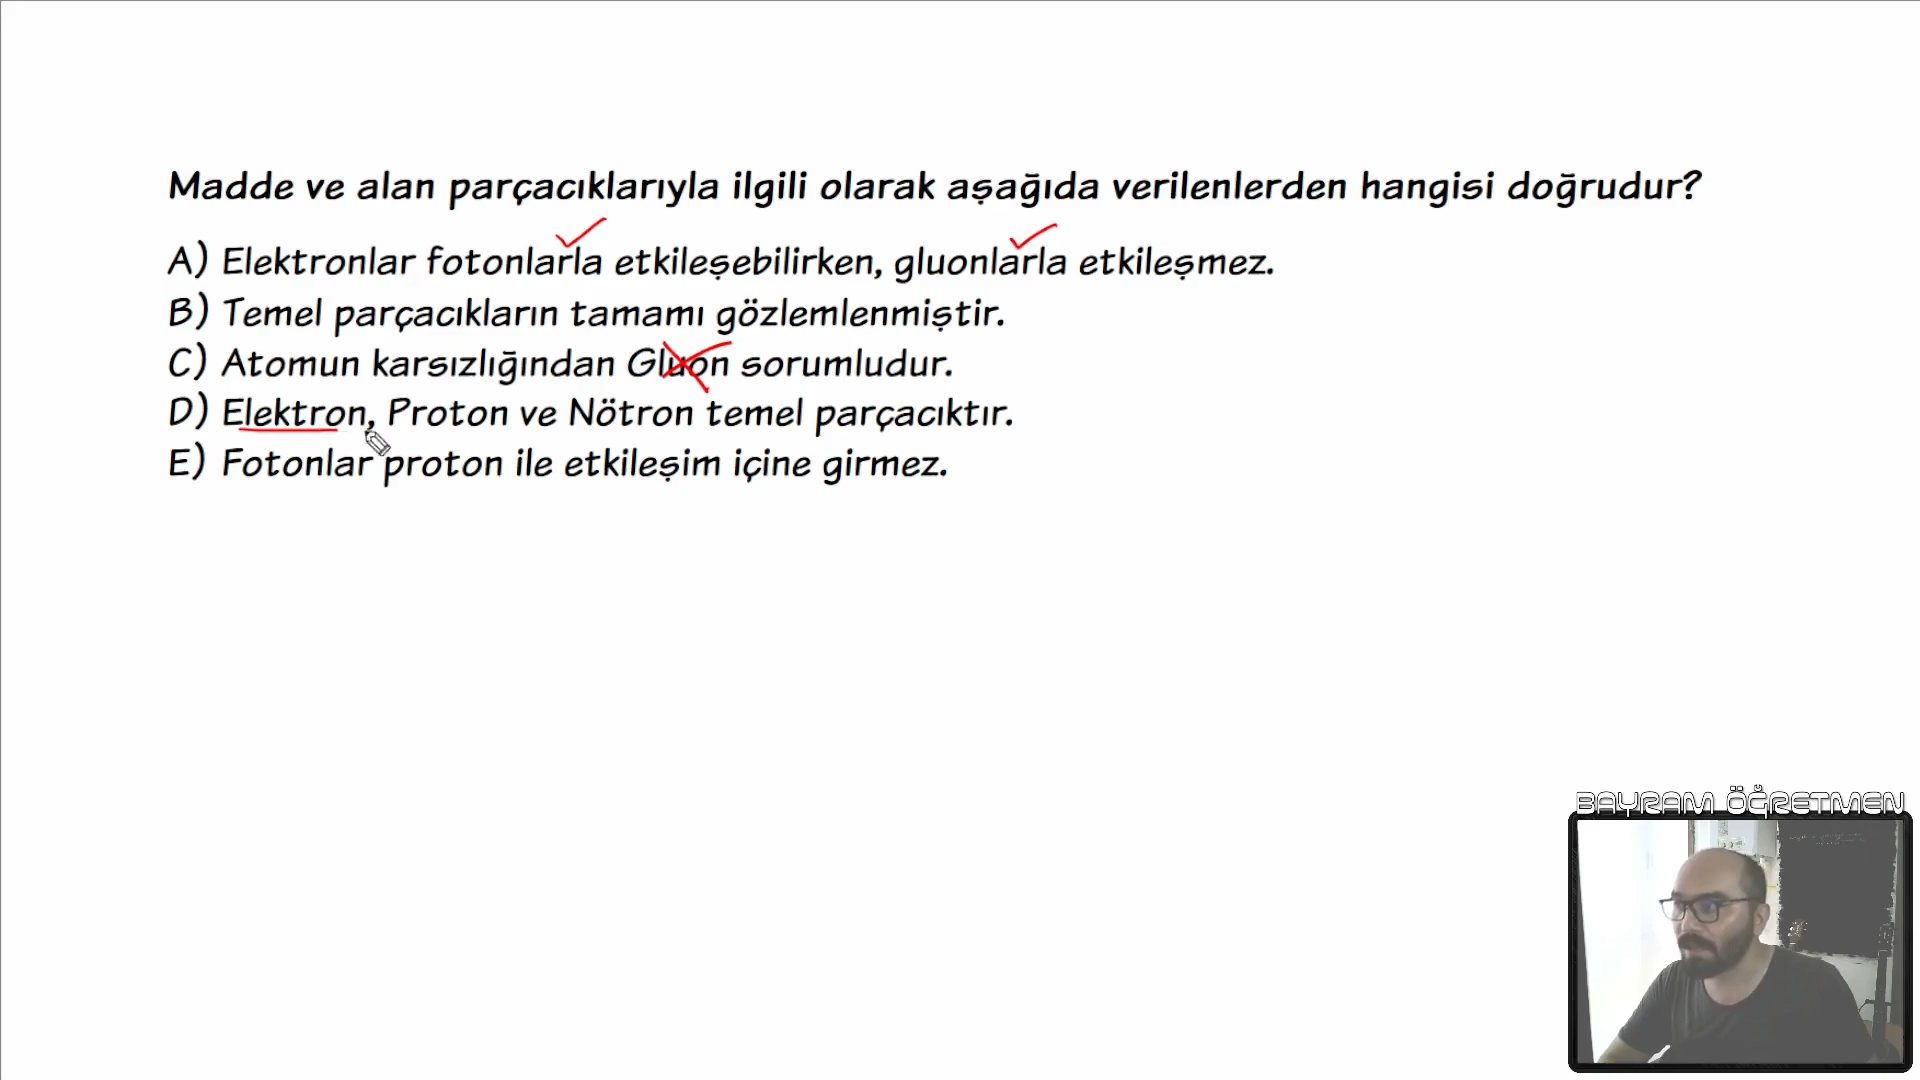 Madde ve alan parçacıklarıyla ilgili olarak aşağıda verilenlerden hangisi doğrudur?
A) Elektronlar fotonlarla etkileşebilirken, gluonlarla etkileşmez.
B) Temel parçacıkların tamamı gözlemlenmiştir.
C) Atomun karsızlığından Gluon sorumludur.
D) Elektron, Proton ve Nötron temel parçacıktır.
E) Fotonlar proton ile etkileşim içine girmez.
BAYRAM ÖĞRETMEN